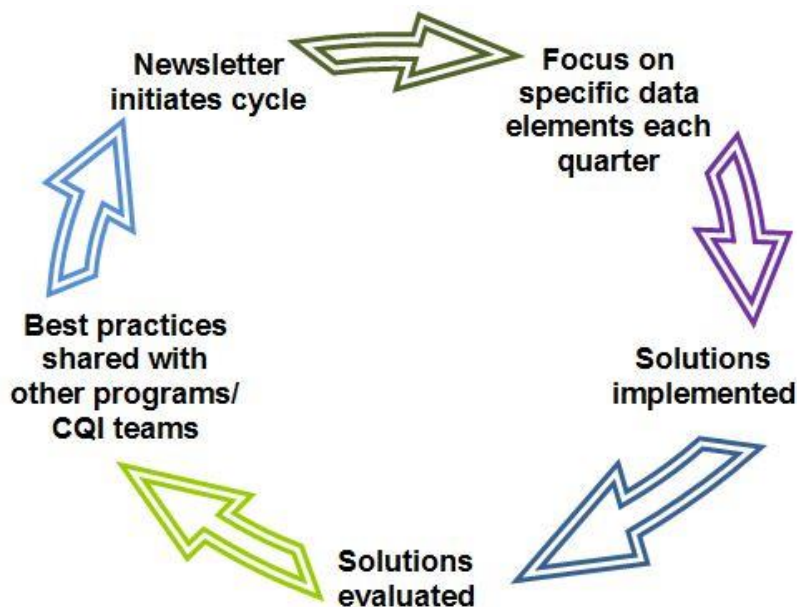 Newsletter
initiates cycle
Focus on
specific data
elements each
quarter
Solutions
implemented
Solutions
evaluated
Best practices
shared with
other programs/
CQI teams